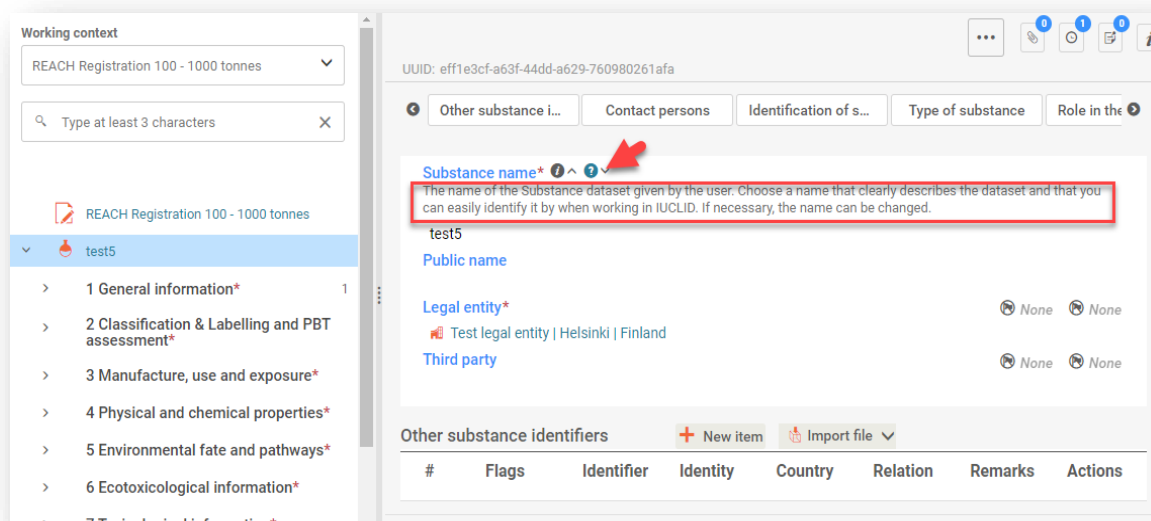 Working context
REACH Registration 100 - 1000 tonnes
Type at least 3 characters
REACH Registration 100 - 1000 tonnes
test5
1 General information* 1
2 Classification & Labelling and PBT
assessment*
3 Manufacture, use and exposure*
4 Physical and chemical properties*
5 Environmental fate and pathways*
6 Ecotoxicological information*
0 1 0
UUID: eff1e3cf-a63f-44dd-a629-760980261afa
Other substance i... Contact persons Identification of s... Type of substance Role in the
Substance name*
The name of the Substance dataset given by the user. Choose a name that clearly describes the dataset and that you
can easily identify it by when working in IUCLID. If necessary, the name can be changed.
test5
Public name
Legal entity* None None
Test legal entity | Helsinki | Finland
Third party None None
Other substance identifiers New item Import file
# Flags Identifier Identity Country Relation Remarks Actions